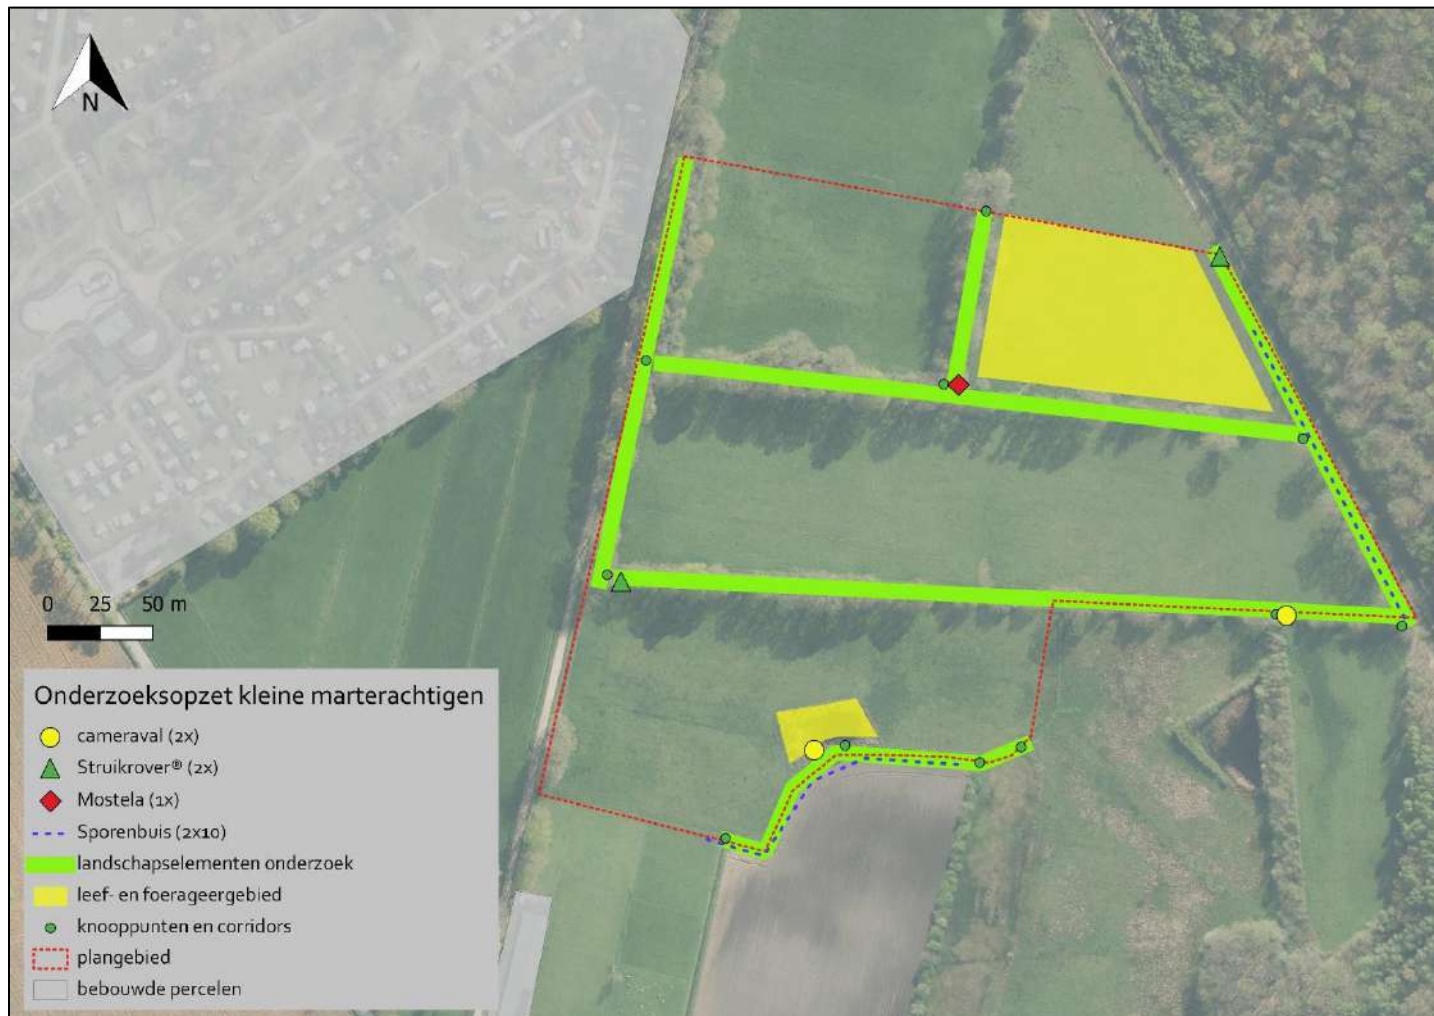 N
0 25 50 m
Onderzoeksopzet kleine marterachtigen
cameraval (2x)
Struikrover® (2x)
Mostela (1x)
Sporenbuis (2x10)
landschapselementen onderzoek
leef- en foerageergebied
knooppunten en corridors
plangebied
bebouwde percelen